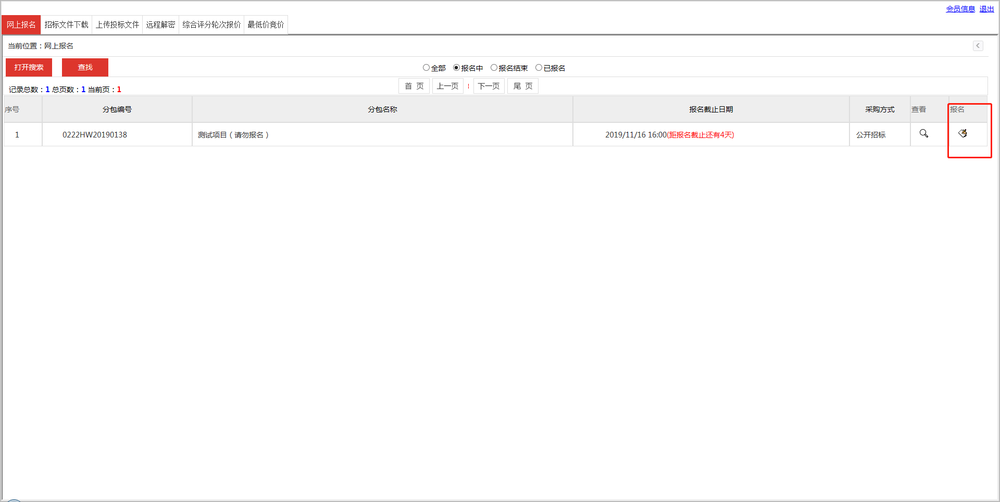 会员信息 退出
网上报名 招标文件下载 上传投标文件 远程解密 综合评分轮次报价 最低价竞价
当前位置：网上报名
打开搜索 查找 全部 报名中 报名结束 已报名
记录总数：1 总页数：1 当前页：1 首 页 上一页 ¦ 下一页 尾 页
序号 分包编号 分包名称 报名截止日期 采购方式 查看 报名
1 0222HW20190138 测试项目（请勿报名） 2019/11/16 16:00(距报名截止还有4天) 公开招标